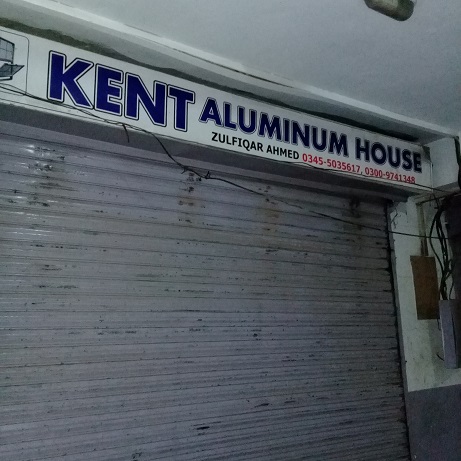 KENT ALUMINUM HOUSE
ZULFIQAR AHMED 0345-5035617, 0300-9741348